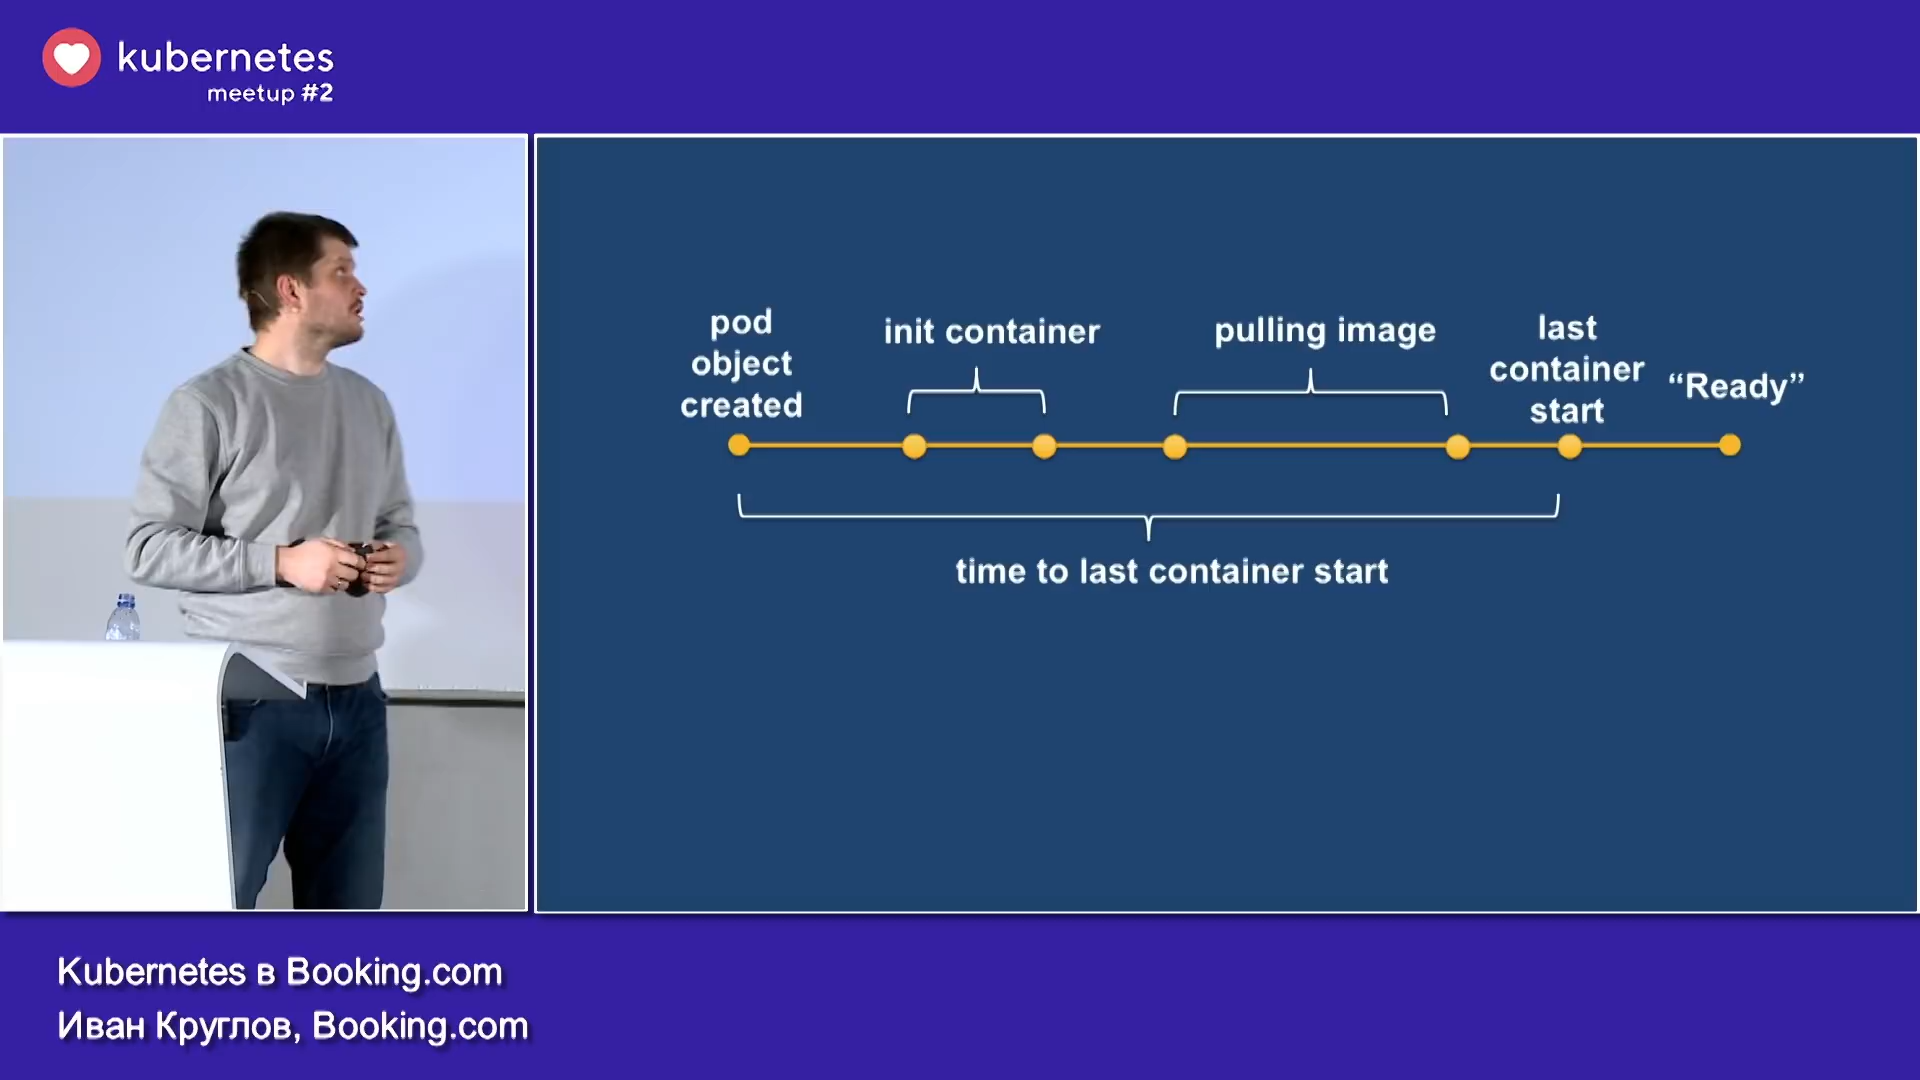 kubernetes
meetup #2
pod
object
created
init container
pulling image
last
container
start
“Ready”
time to last container start
Kubernetes в Booking.com
Иван Круглов, Booking.com